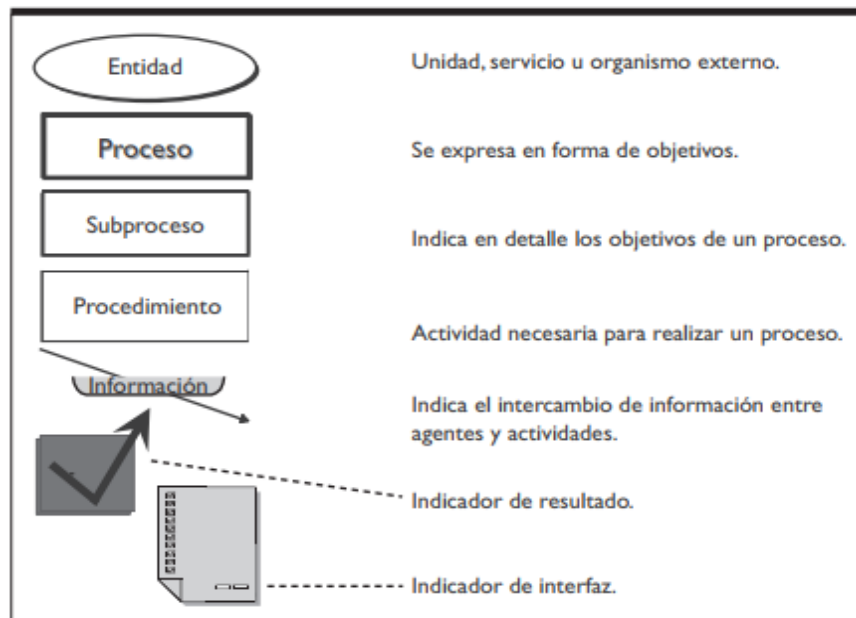 Entidad
Unidad, servicio u organismo externo.
Proceso
Se expresa en forma de objetivos.
Subproceso
Indica en detalle los objetivos de un proceso.
Procedimiento
Actividad necesaria para realizar un proceso.
Información
Indica el intercambio de información entre
agentes y actividades.
Indicador de resultado.
Indicador de interfaz.